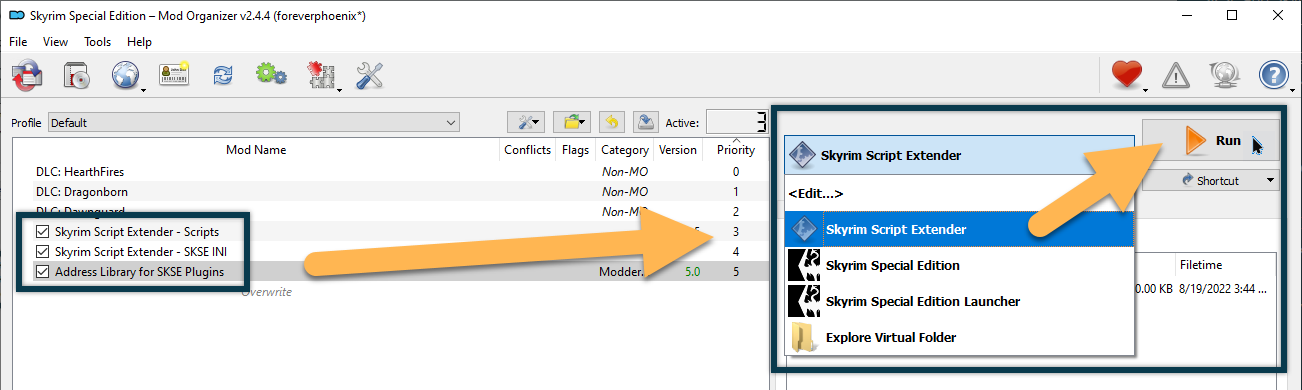 Skyrim Special Edition – Mod Organizer v2.4.4 (foreverphoenix*)
File View Tools Help
Profile Default Active: 3
Mod Name Conflicts Flags Category Version Priority
DLC: HearthFires Non-MO 0
DLC: Dragonborn Non-MO 1
DLC: Dawnguard Non-MO 2
Skyrim Script Extender - Scripts 3
Skyrim Script Extender - SKSE INI 4
Address Library for SKSE Plugins Modder. 5.0 5
Overwrite
Skyrim Script Extender
Run
<Edit...>
Shortcut
Skyrim Script Extender
Skyrim Special Edition
Filetime
Skyrim Special Edition Launcher
0.00 KB 8/19/2022 3:44 ...
Explore Virtual Folder